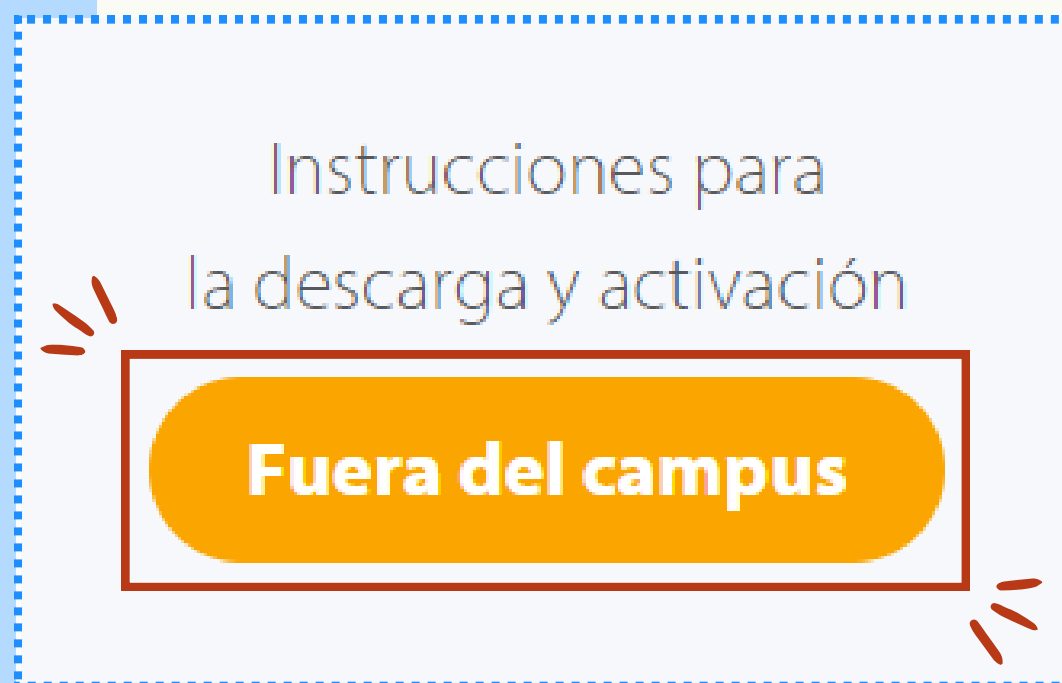 Instrucciones para
la descarga y activación
Fuera del campus